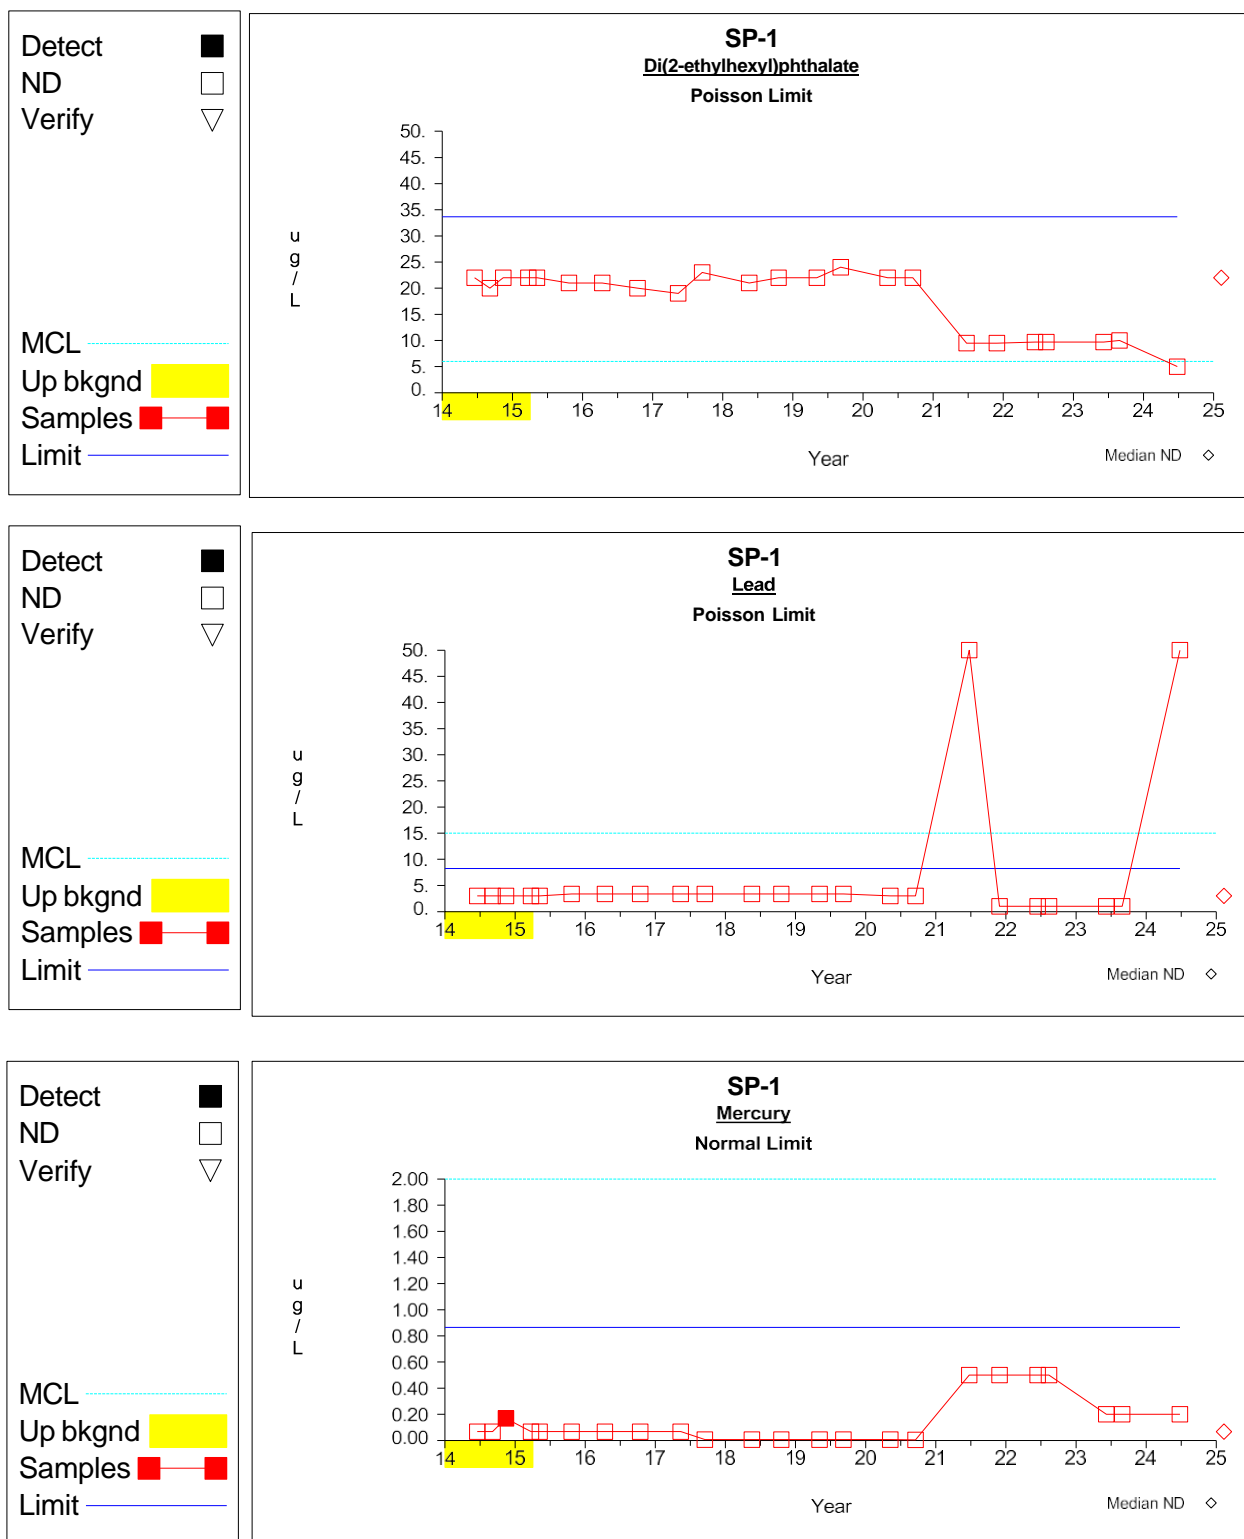 Detect
ND
Verify
MCL
Up bkgnd
Samples
Limit
SP-1
Di(2-ethylhexyl)phthalate
Poisson Limit
50.
45.
40.
35.
30.
25.
20.
15.
10.
5.
0.
u
g
/
L
14 15 16 17 18 19 20 21 22 23 24 25
Year
Median ND
Detect
ND
Verify
MCL
Up bkgnd
Samples
Limit
SP-1
Lead
Poisson Limit
50.
45.
40.
35.
30.
25.
20.
15.
10.
5.
0.
u
g
/
L
14 15 16 17 18 19 20 21 22 23 24 25
Year
Median ND
Detect
ND
Verify
MCL
Up bkgnd
Samples
Limit
SP-1
Mercury
Normal Limit
2.00
1.80
1.60
1.40
1.20
1.00
0.80
0.60
0.40
0.20
0.00
u
g
/
L
14 15 16 17 18 19 20 21 22 23 24 25
Year
Median ND